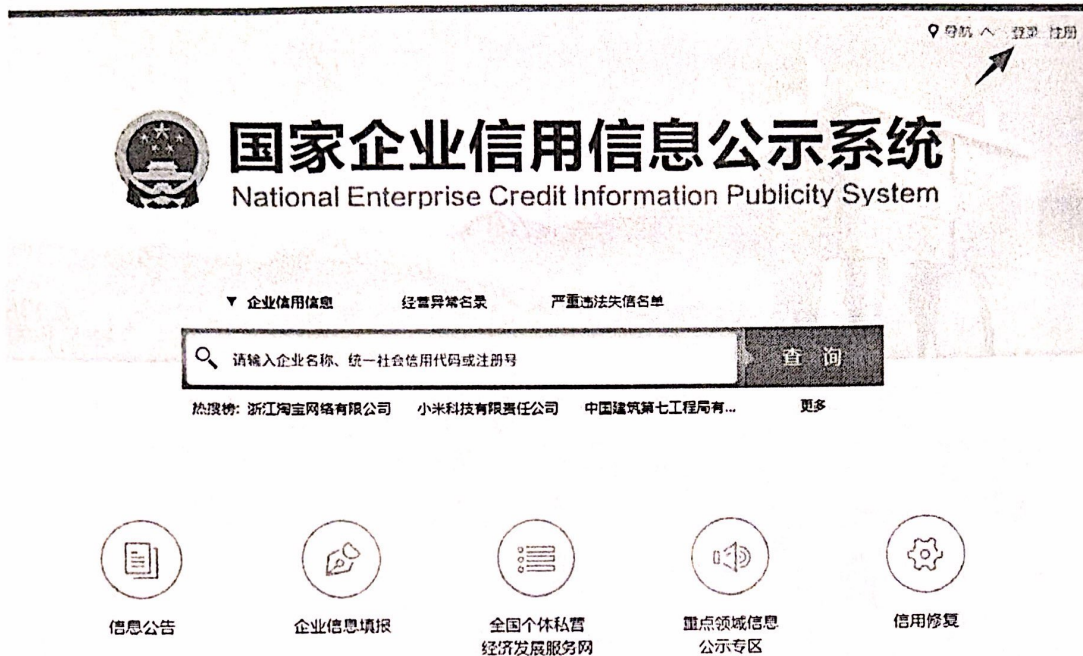 导航 登录 注册
国家企业信用信息公示系统
National Enterprise Credit Information Publicity System
企业信用信息 经营异常名录 严重违法失信名单
请输入企业名称、统一社会信用代码或注册号 查询
热搜榜: 浙江淘宝网络有限公司 小米科技有限责任公司 中国建筑第七工程局有... 更多
信息公告 企业信息填报 全国个体私营 重点领域信息 信用修复
经济发展服务网 公示专区